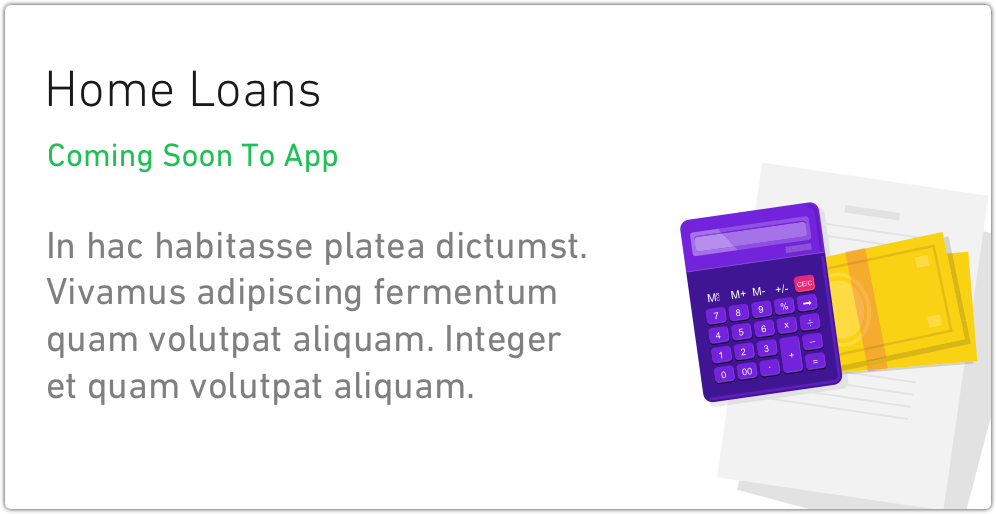 Home Loans
Coming Soon To App
In hac habitasse platea dictumst.
Vivamus adipiscing fermentum
quam volutpat aliquam. Integer
et quam volutpat aliquam.
M+ M- +/- CE/C
7 8 9 % →
4 5 6 x ÷
1 2 3 + −
0 00 · =